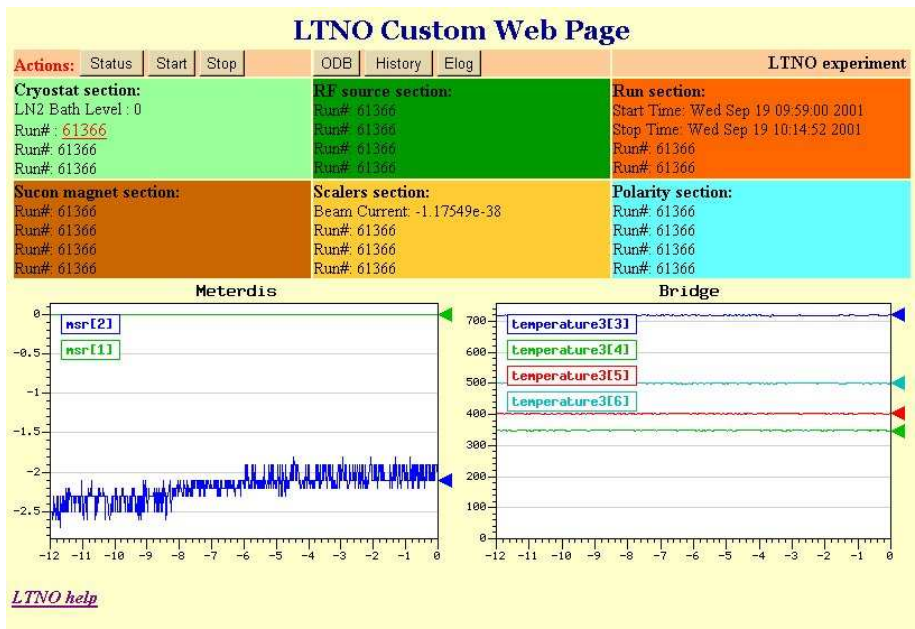 LTNO Custom Web Page
Actions: Status Start Stop ODB History Elog LTNO experiment
Cryostat section:
LN2 Bath Level : 0
Run# : 61366
Run#: 61366
Run#: 61366
RF source section:
Run#: 61366
Run#: 61366
Run#: 61366
Run#: 61366
Run section:
Start Time: Wed Sep 19 09:59:00 2001
Stop Time: Wed Sep 19 10:14:52 2001
Run#: 61366
Run#: 61366
Sucon magnet section:
Run#: 61366
Run#: 61366
Run#: 61366
Run#: 61366
Scalers section:
Beam Current: -1.17549e-38
Run#: 61366
Run#: 61366
Run#: 61366
Polarity section:
Run#: 61366
Run#: 61366
Run#: 61366
Run#: 61366
Meterdis
0
-0.5
-1
-1.5
-2
-2.5
msr[2]
msr[1]
-12 -11 -10 -9 -8 -7 -6 -5 -4 -3 -2 -1 0
Bridge
700
600
500
400
300
200
100
0
temperature3[3]
temperature3[4]
temperature3[5]
temperature3[6]
-12 -11 -10 -9 -8 -7 -6 -5 -4 -3 -2 -1 0
LTNO help